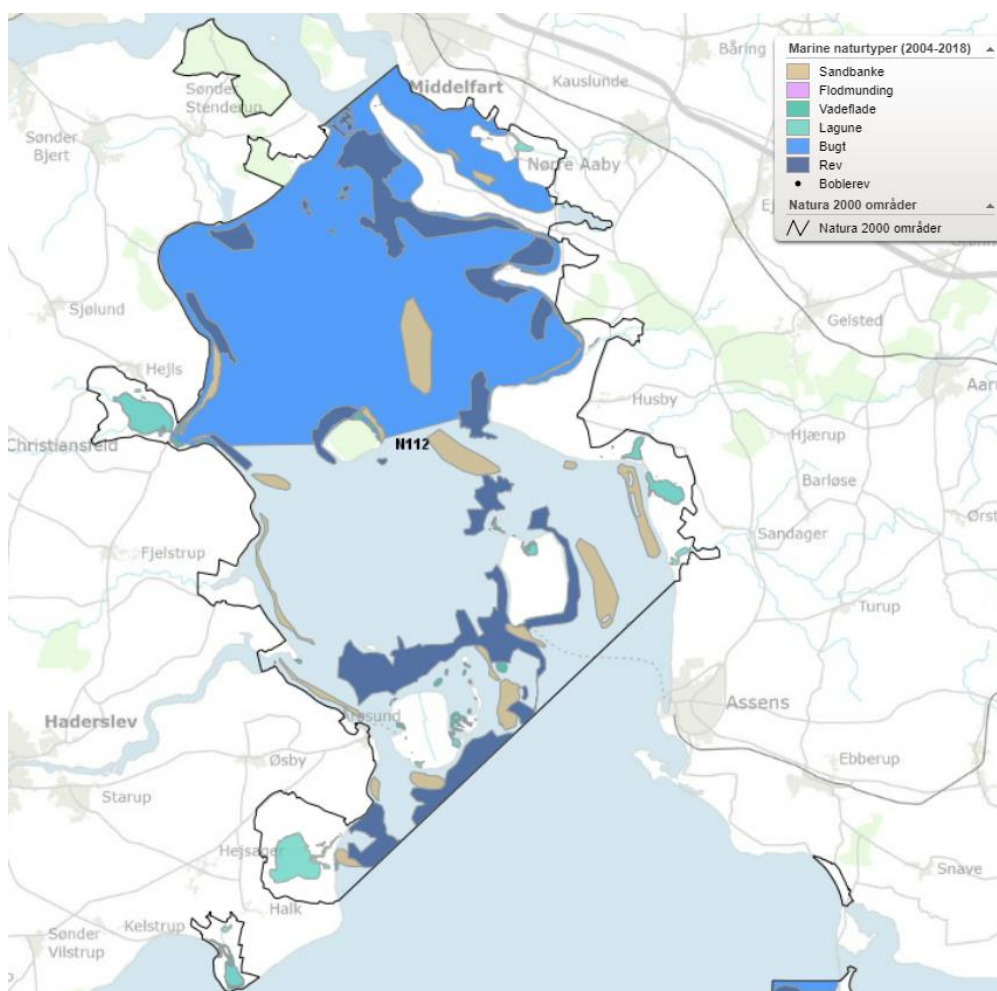 Marine naturtyper (2004-2018)
Sandbanke
Flodmunding
Vadeflade
Lagune
Bugt
Rev
Boblerev
Natura 2000 områder
Natura 2000 områder
Båring
Middelfart
Kauslunde
Sønder
Stenderup
Sønder
Bjert
Nørre Aaby
Ej
Sjølund
Gelsted
Hejls
Husby
Christiansfeld
N112
Hjærup
Barløse
Sandager
Fjelstrup
Turup
Assens
Haderslev
Øsby
Ebberup
Starup
Hejsager
Snave
Halk
Kelstrup
Sønder
Vilstrup